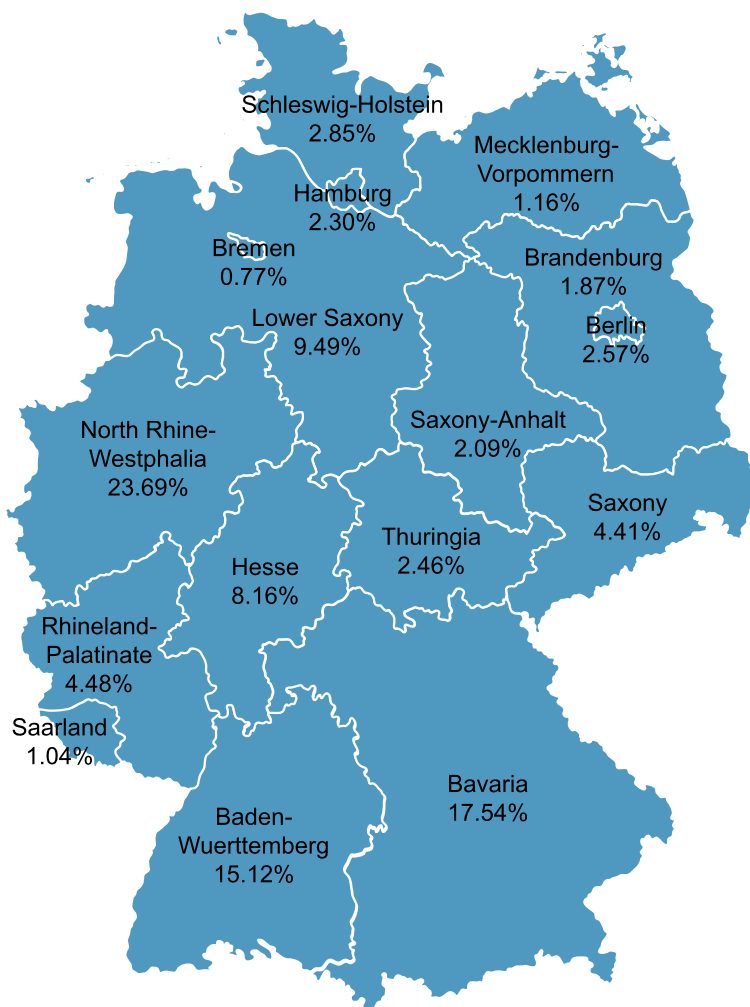 Schleswig-Holstein
2.85%
Mecklenburg-
Vorpommern
1.16%
Hamburg
2.30%
Bremen
0.77%
Brandenburg
1.87%
Lower Saxony
9.49%
Berlin
2.57%
Saxony-Anhalt
2.09%
North Rhine-
Westphalia
23.69%
Saxony
4.41%
Thuringia
2.46%
Hesse
8.16%
Rhineland-
Palatinate
4.48%
Saarland
1.04%
Bavaria
17.54%
Baden-
Wuerttemberg
15.12%